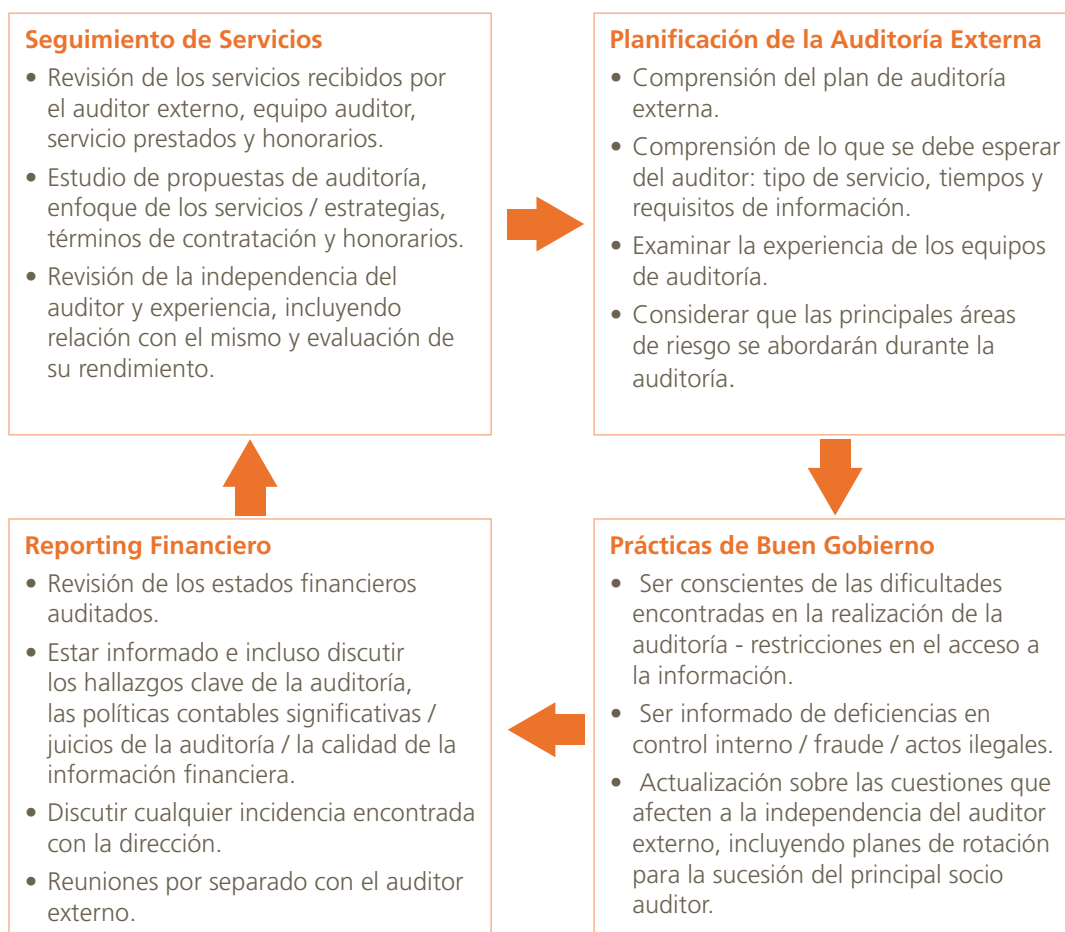 Seguimiento de Servicios
• Revisión de los servicios recibidos por
el auditor externo, equipo auditor,
servicio prestados y honorarios.
• Estudio de propuestas de auditoría,
enfoque de los servicios / estrategias,
términos de contratación y honorarios.
• Revisión de la independencia del
auditor y experiencia, incluyendo
relación con el mismo y evaluación de
su rendimiento.
Planificación de la Auditoría Externa
• Comprensión del plan de auditoría
externa.
• Comprensión de lo que se debe esperar
del auditor: tipo de servicio, tiempos y
requisitos de información.
• Examinar la experiencia de los equipos
de auditoría.
• Considerar que las principales áreas
de riesgo se abordarán durante la
auditoría.
Prácticas de Buen Gobierno
• Ser conscientes de las dificultades
encontradas en la realización de la
auditoría - restricciones en el acceso a
la información.
• Ser informado de deficiencias en
control interno / fraude / actos ilegales.
• Actualización sobre las cuestiones que
afecten a la independencia del auditor
externo, incluyendo planes de rotación
para la sucesión del principal socio
auditor.
Reporting Financiero
• Revisión de los estados financieros
auditados.
• Estar informado e incluso discutir
los hallazgos clave de la auditoría,
las políticas contables significativas /
juicios de la auditoría / la calidad de la
información financiera.
• Discutir cualquier incidencia encontrada
con la dirección.
• Reuniones por separado con el auditor
externo.